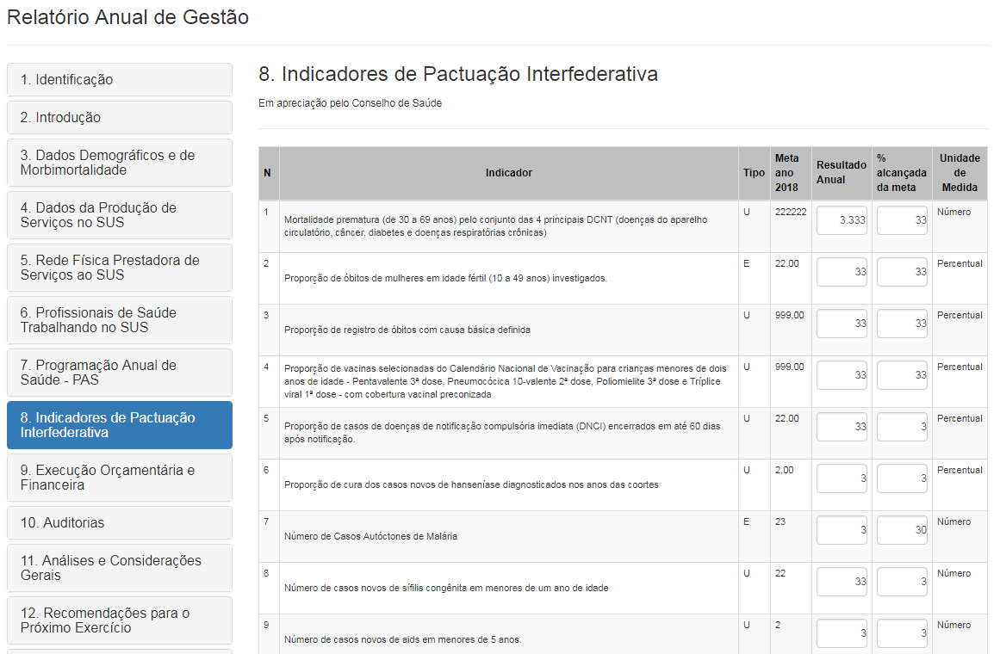 Relatório Anual de Gestão
1. Identificação
2. Introdução
3. Dados Demográficos e de
Morbimortalidade
4. Dados da Produção de
Serviços no SUS
5. Rede Física Prestadora de
Serviços ao SUS
6. Profissionais de Saúde
Trabalhando no SUS
7. Programação Anual de
Saúde - PAS
8. Indicadores de Pactuação
Interfederativa
9. Execução Orçamentária e
Financeira
10. Auditorias
11. Análises e Considerações
Gerais
12. Recomendações para o
Próximo Exercício
8. Indicadores de Pactuação Interfederativa
Em apreciação pelo Conselho de Saúde
N Indicador Tipo Meta ano 2018 Resultado Anual % alcançada da meta Unidade de Medida
1 Mortalidade prematura (de 30 a 69 anos) pelo conjunto das 4 principais DCNT (doenças do aparelho
circulatório, câncer, diabetes e doenças respiratórias crônicas) U 222222 3.333 33 Número
2 Proporção de óbitos de mulheres em idade fértil (10 a 49 anos) investigados. E 22,00 33 33 Percentual
3 Proporção de registro de óbitos com causa básica definida U 999,00 33 33 Percentual
4 Proporção de vacinas selecionadas do Calendário Nacional de Vacinação para crianças menores de dois
anos de idade - Pentavalente 3ª dose, Pneumocócica 10-valente 2ª dose, Poliomielite 3ª dose e Tríplice
viral 1ª dose - com cobertura vacinal preconizada U 999,00 33 33 Percentual
5 Proporção de casos de doenças de notificação compulsória imediata (DNCI) encerrados em até 60 dias
após notificação. U 22,00 33 3 Percentual
6 Proporção de cura dos casos novos de hanseníase diagnosticados nos anos das coortes U 2,00 3 3 Percentual
7 Número de Casos Autóctones de Malária E 23 3 30 Número
8 Número de casos novos de sífilis congênita em menores de um ano de idade U 22 33 3 Número
9 Número de casos novos de aids em menores de 5 anos. U 2 3 3 Número